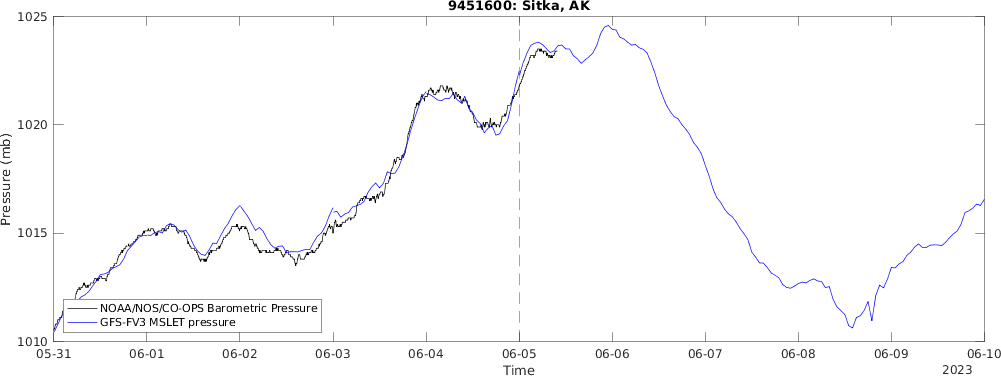 9451600: Sitka, AK
1025
1020
1015
1010
Pressure (mb)
NOAA/NOS/CO-OPS Barometric Pressure
GFS-FV3 MSLET pressure
05-31 06-01 06-02 06-03 06-04 06-05 06-06 06-07 06-08 06-09 06-10
Time
2023